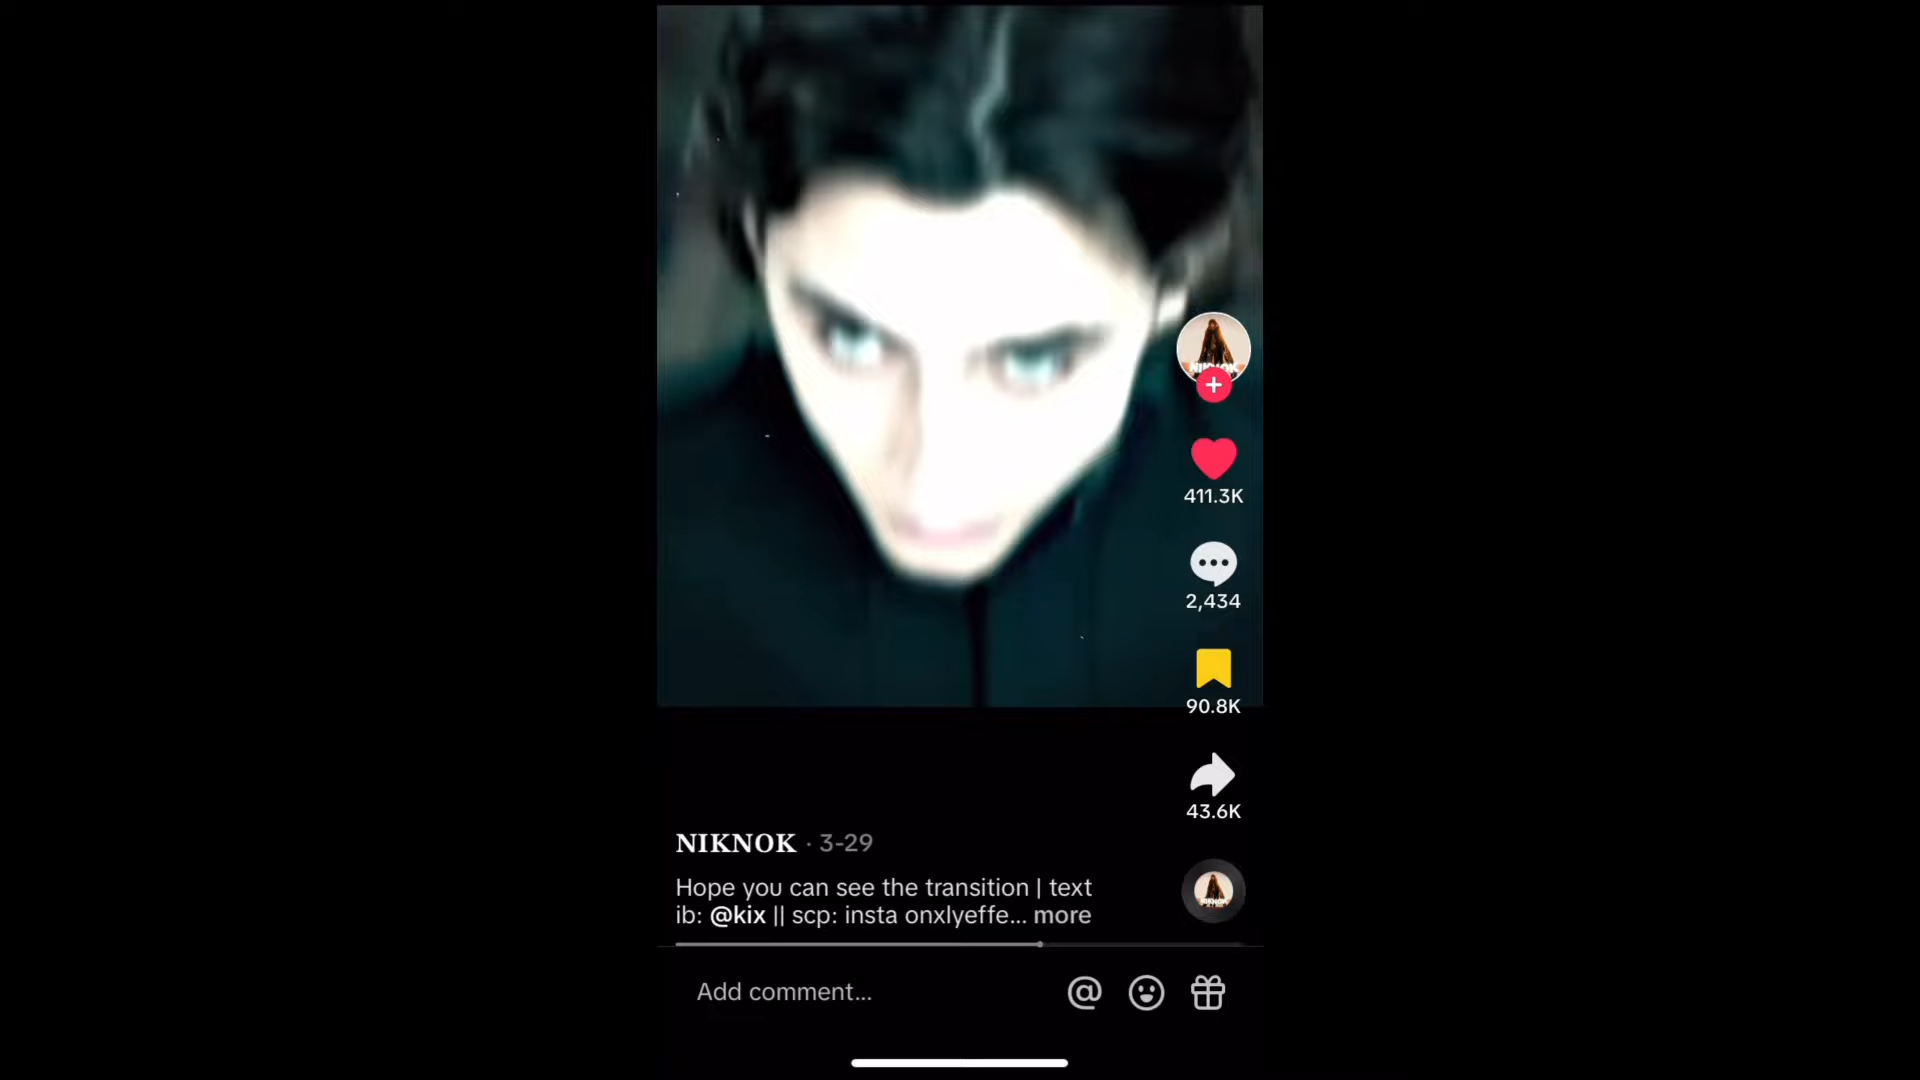 NIKNOK
411.3K
2,434
90.8K
43.6K
NIKNOK · 3-29
Hope you can see the transition | text
ib: @kix || scp: insta onxlyeffe... more
Add comment...